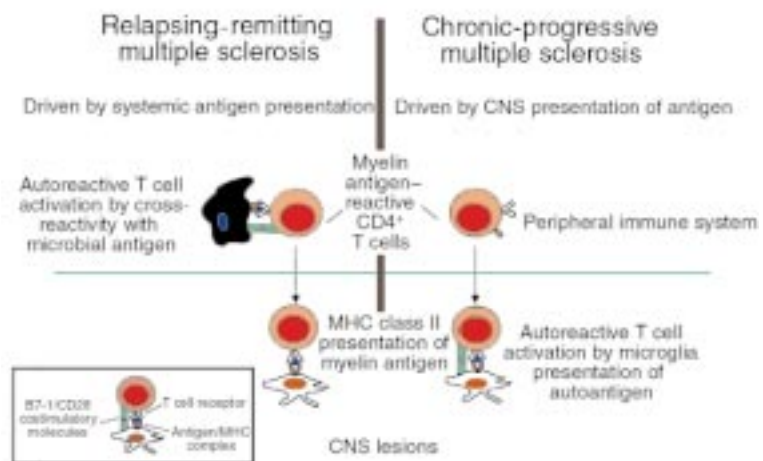 Relapsing-remitting
multiple sclerosis
Chronic-progressive
multiple sclerosis
Driven by systemic antigen presentation
Driven by CNS presentation of antigen
Autoreactive T cell
activation by cross-
reactivity with
microbial antigen
Myelin
antigen–
reactive
CD4⁺
T cells
Peripheral immune system
MHC class II
presentation of
myelin antigen
Autoreactive T cell
activation by microglia
presentation of
autoantigen
B7-1/CD28
costimulatory
molecules
T cell receptor
Antigen/MHC
complex
CNS lesions